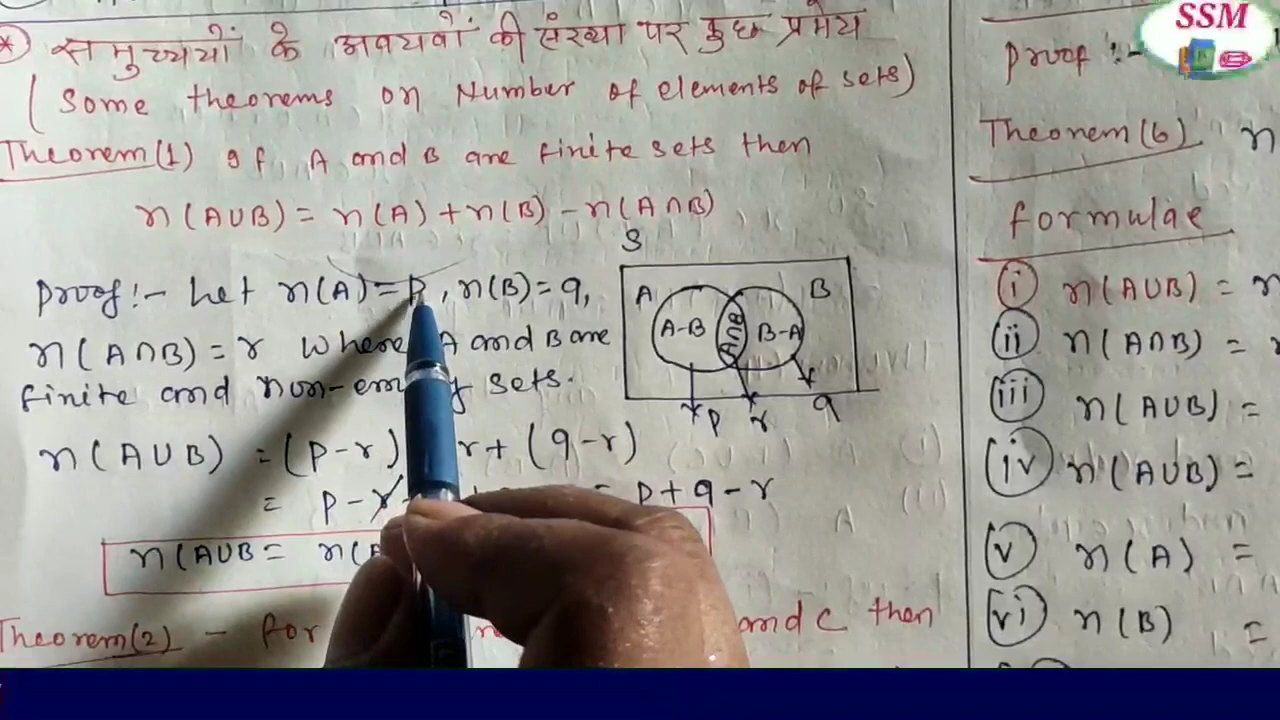 * समुच्चयों के अवयवों की संख्या पर कुछ प्रमेय
(Some theorems on Number of elements of sets)
Theorem(1) If, A and B are finite sets then
n(A∪B) = n(A) + n(B) - n(A∩B)
Proof:- Let n(A)=p, n(B)=q,
n(A∩B) = r where A and B are
finite and non-em y sets.
n(A∪B) = (p-r) r+ (q-r)
= p-r = p+q-r
n(A∪B = n(A
Theorem(2) - For and C then
S
A
B
A-B
A∩B
B-A
p
r
q
SSM
Proof :-
Theorem(6) n
formulae
(i) n(A∪B) =
(ii) n(A∩B) =
(iii) n(A∪B) =
(iv) n(A∪B) =
(v) n(A) =
(vi) n(B) =